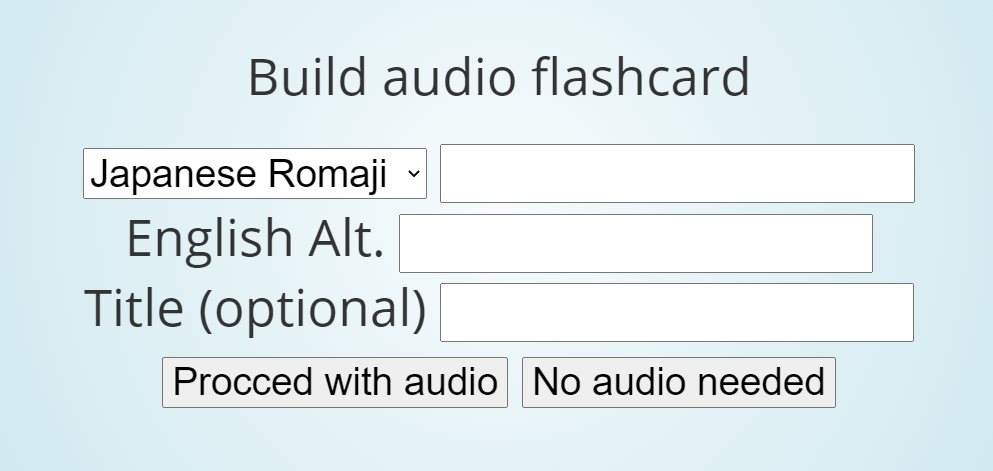 Build audio flashcard
Japanese Romaji
English Alt.
Title (optional)
Procced with audio No audio needed